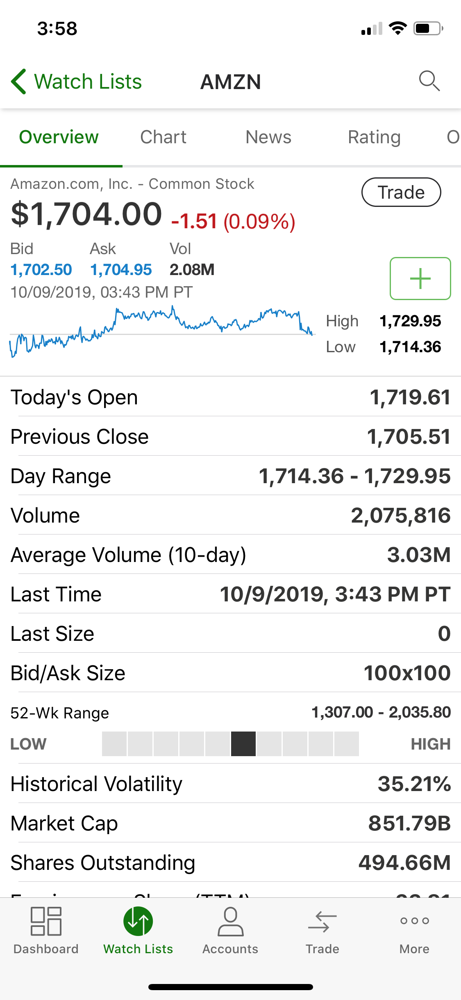 3:58
Watch Lists AMZN
Overview Chart News Rating O
Amazon.com, Inc. - Common Stock
Trade
$1,704.00 -1.51 (0.09%)
Bid Ask Vol
1,702.50 1,704.95 2.08M
10/09/2019, 03:43 PM PT
High 1,729.95
Low 1,714.36
Today's Open 1,719.61
Previous Close 1,705.51
Day Range 1,714.36 - 1,729.95
Volume 2,075,816
Average Volume (10-day) 3.03M
Last Time 10/9/2019, 3:43 PM PT
Last Size 0
Bid/Ask Size 100x100
52-Wk Range 1,307.00 - 2,035.80
LOW HIGH
Historical Volatility 35.21%
Market Cap 851.79B
Shares Outstanding 494.66M
Dashboard Watch Lists Accounts Trade More